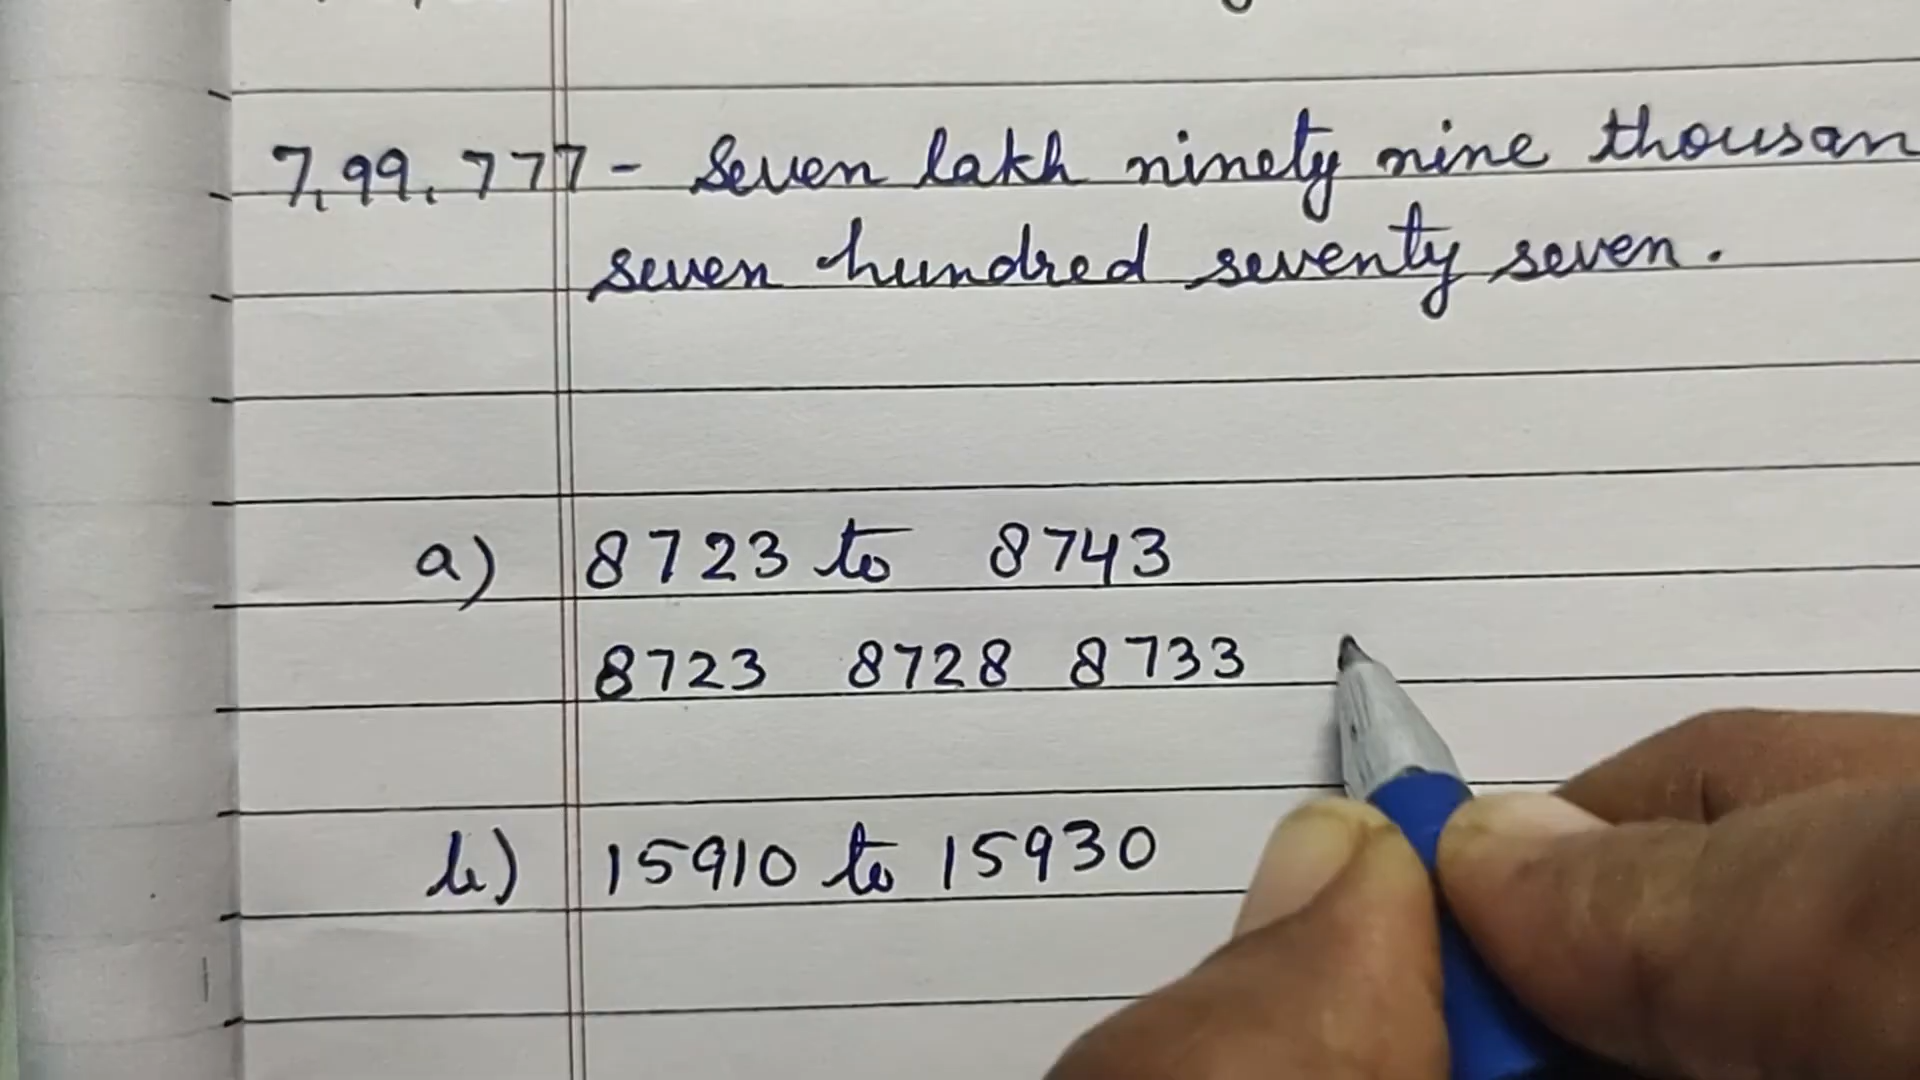 7,99,777 - Seven lakh ninety nine thousan
seven hundred seventy seven.
a) 8723 to 8743
8723 8728 8733
b) 15910 to 15930